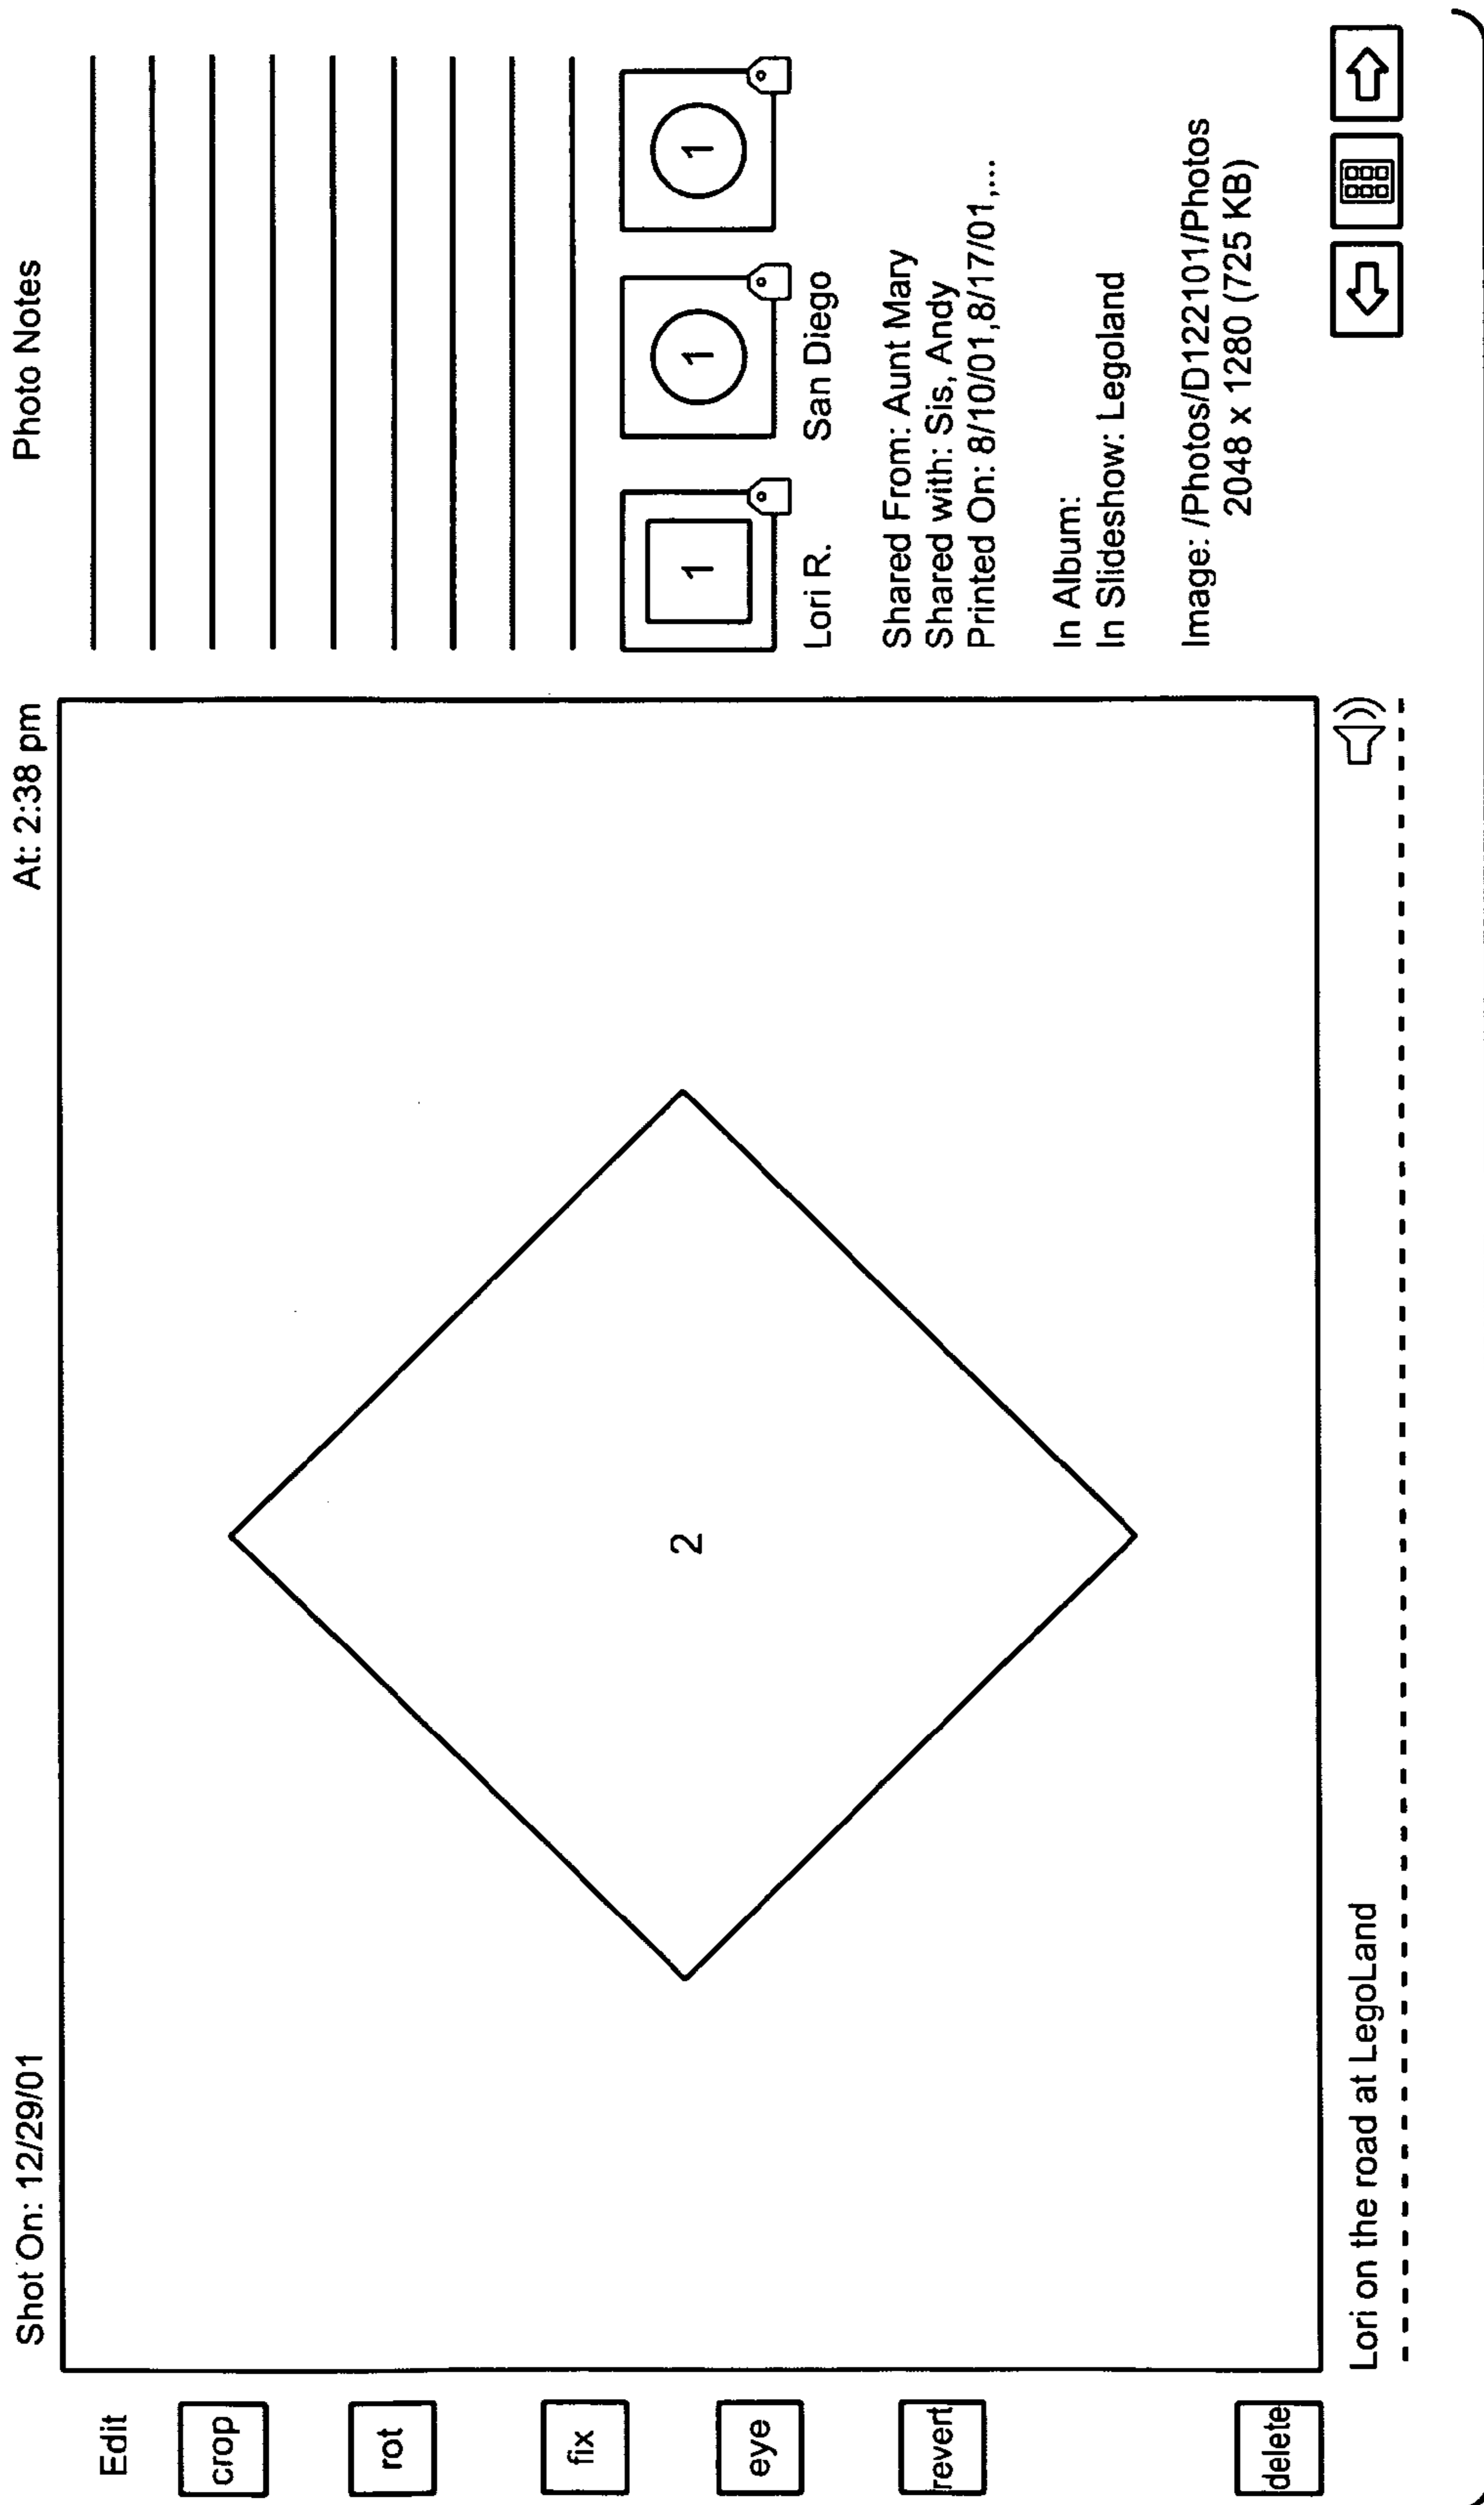 Shot On: 12/29/01
At: 2:38 pm
Photo Notes
Edit
crop
rot
fix
eye
revert
delete
2
1
1
1
Lori R.
San Diego
Shared From: Aunt Mary
Shared with: Sis, Andy
Printed On: 8/10/01,8/17/01,...
In Album:
In Slideshow: Legoland
Image: /Photos/D122101/Photos
2048 x 1280 (725 KB)
Lori on the road at LegoLand